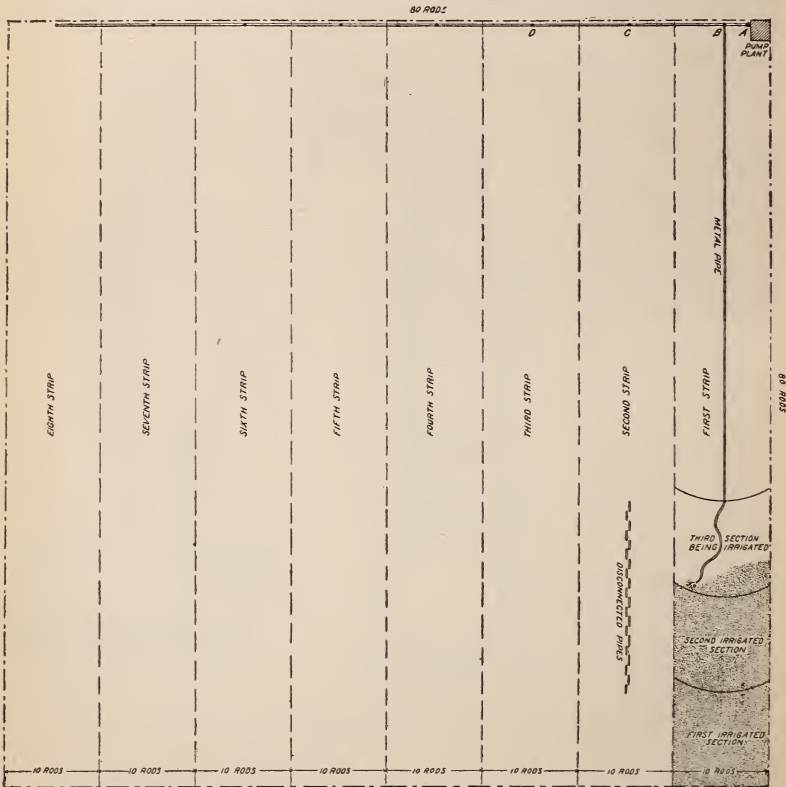 80 RODS
D
C
B
A
PUMP
PLANT
METAL PIPE
80 RODS
EIGHTH STRIP
SEVENTH STRIP
SIXTH STRIP
FIFTH STRIP
FOURTH STRIP
THIRD STRIP
SECOND STRIP
FIRST STRIP
THIRD SECTION
BEING IRRIGATED
DISCONNECTED PIPES
SECOND IRRIGATED
SECTION
FIRST IRRIGATED
SECTION
10 RODS
10 RODS
10 RODS
10 RODS
10 RODS
10 RODS
10 RODS
10 RODS